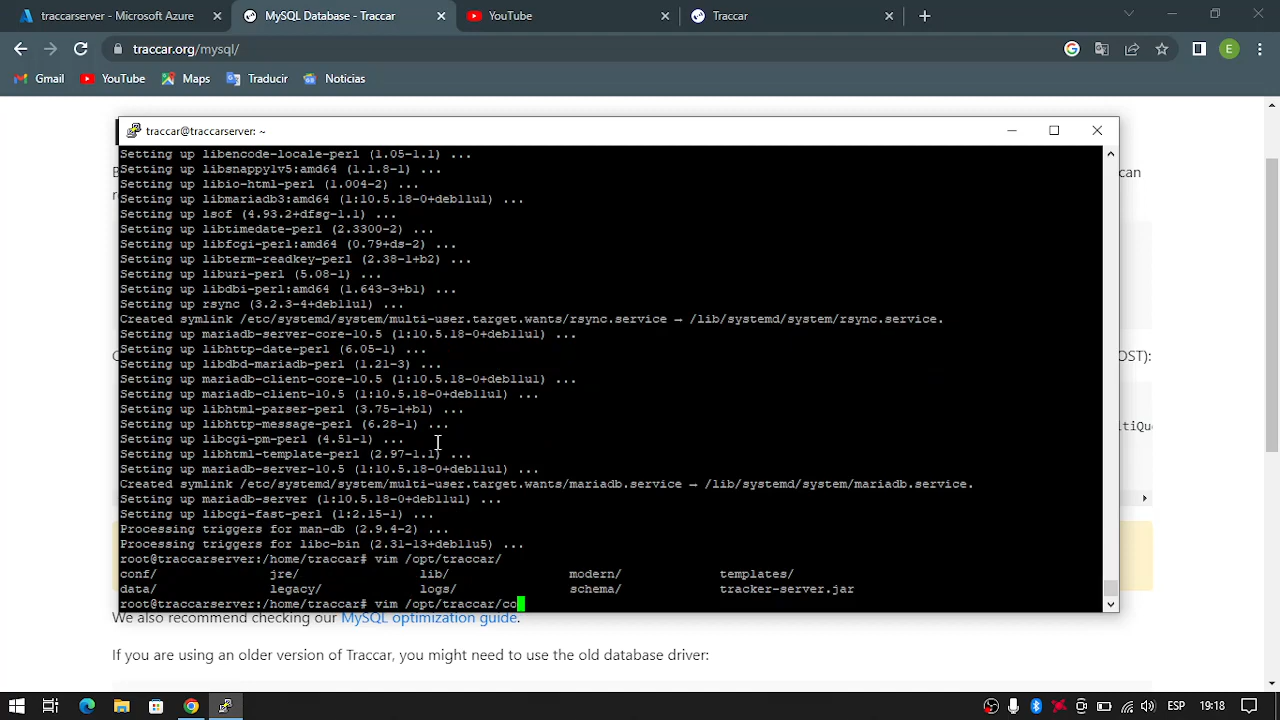 traccarserver - Microsoft Azure
MySQL Database - Traccar
YouTube
Traccar
traccar.org/mysql/
E
Gmail
YouTube
Maps
Traducir
Noticias
traccar@traccarserver: ~
can
Setting up libencode-locale-perl (1.05-1.1) ...
Setting up libsnappy1v5:amd64 (1.1.8-1) ...
Setting up libio-html-perl (1.004-2) ...
Setting up libmariadb3:amd64 (1:10.5.18-0+deb11u1) ...
Setting up lsof (4.93.2+dfsg-1.1) ...
Setting up libtimedate-perl (2.3300-2) ...
Setting up libfcgi-perl:amd64 (0.79+ds-2) ...
Setting up libterm-readkey-perl (2.38-1+b2) ...
Setting up liburi-perl (5.08-1) ...
Setting up libdbi-perl:amd64 (1.643-3+b1) ...
Setting up rsync (3.2.3-4+deb11u1) ...
Created symlink /etc/systemd/system/multi-user.target.wants/rsync.service → /lib/systemd/system/rsync.service.
Setting up mariadb-server-core-10.5 (1:10.5.18-0+deb11u1) ...
Setting up libhttp-date-perl (6.05-1) ...
OST):
Setting up libdbd-mariadb-perl (1.21-3) ...
Setting up mariadb-client-core-10.5 (1:10.5.18-0+deb11u1) ...
Setting up mariadb-client-10.5 (1:10.5.18-0+deb11u1) ...
Setting up libhtml-parser-perl (3.75-1+b1) ...
Setting up libhttp-message-perl (6.28-1) ...
ltiQu
Setting up libcgi-pm-perl (4.51-1) ...
Setting up libhtml-template-perl (2.97-1.1) ...
Setting up mariadb-server-10.5 (1:10.5.18-0+deb11u1) ...
Created symlink /etc/systemd/system/multi-user.target.wants/mariadb.service → /lib/systemd/system/mariadb.service.
Setting up mariadb-server (1:10.5.18-0+deb11u1) ...
Setting up libcgi-fast-perl (1:2.15-1) ...
Processing triggers for man-db (2.9.4-2) ...
Processing triggers for libc-bin (2.31-13+deb11u5) ...
root@traccarserver:/home/traccar# vim /opt/traccar/
conf/ jre/ lib/ modern/ templates/
data/ legacy/ logs/ schema/ tracker-server.jar
root@traccarserver:/home/traccar# vim /opt/traccar/co
We also recommend checking our MySQL optimization guide.
If you are using an older version of Traccar, you might need to use the old database driver:
ESP
19:18